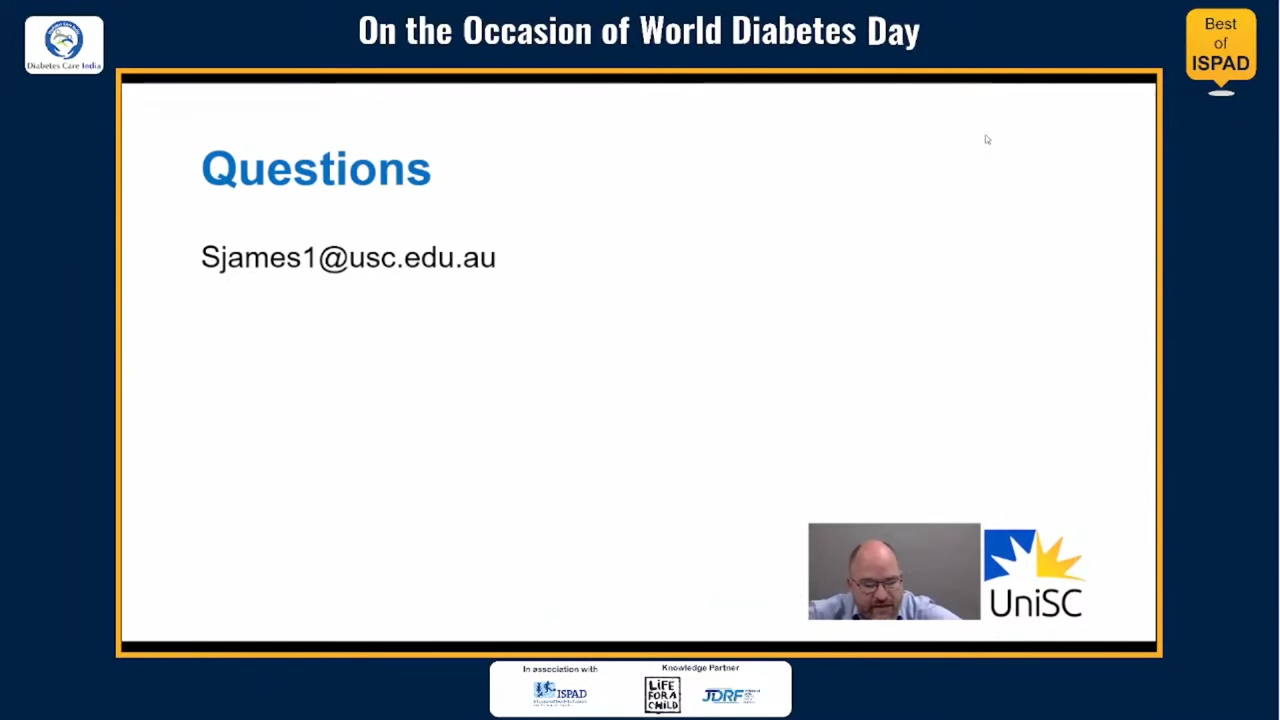 On the Occasion of World Diabetes Day
Best
of
ISPAD
Diabetes Care India
Questions
Sjames1@usc.edu.au
UniSC
In association with
Knowledge Partner
ISPAD
LiFE
FOR A
CHiLD
JDRF